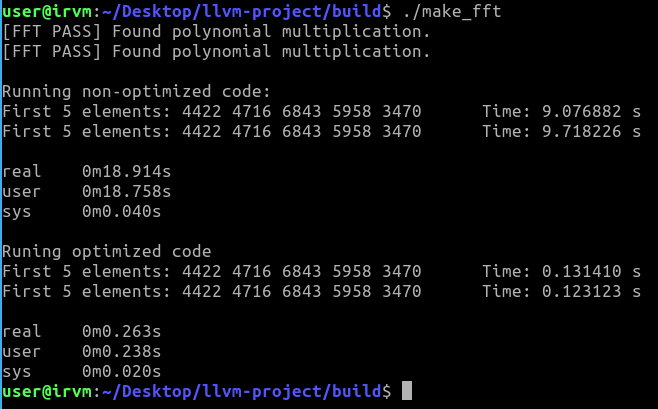 user@irvm:~/Desktop/llvm-project/build$ ./make_fft
[FFT PASS] Found polynomial multiplication.
[FFT PASS] Found polynomial multiplication.
Running non-optimized code:
First 5 elements: 4422 4716 6843 5958 3470      Time: 9.076882 s
First 5 elements: 4422 4716 6843 5958 3470      Time: 9.718226 s
real    0m18.914s
user    0m18.758s
sys     0m0.040s
Runing optimized code
First 5 elements: 4422 4716 6843 5958 3470      Time: 0.131410 s
First 5 elements: 4422 4716 6843 5958 3470      Time: 0.123123 s
real    0m0.263s
user    0m0.238s
sys     0m0.020s
user@irvm:~/Desktop/llvm-project/build$